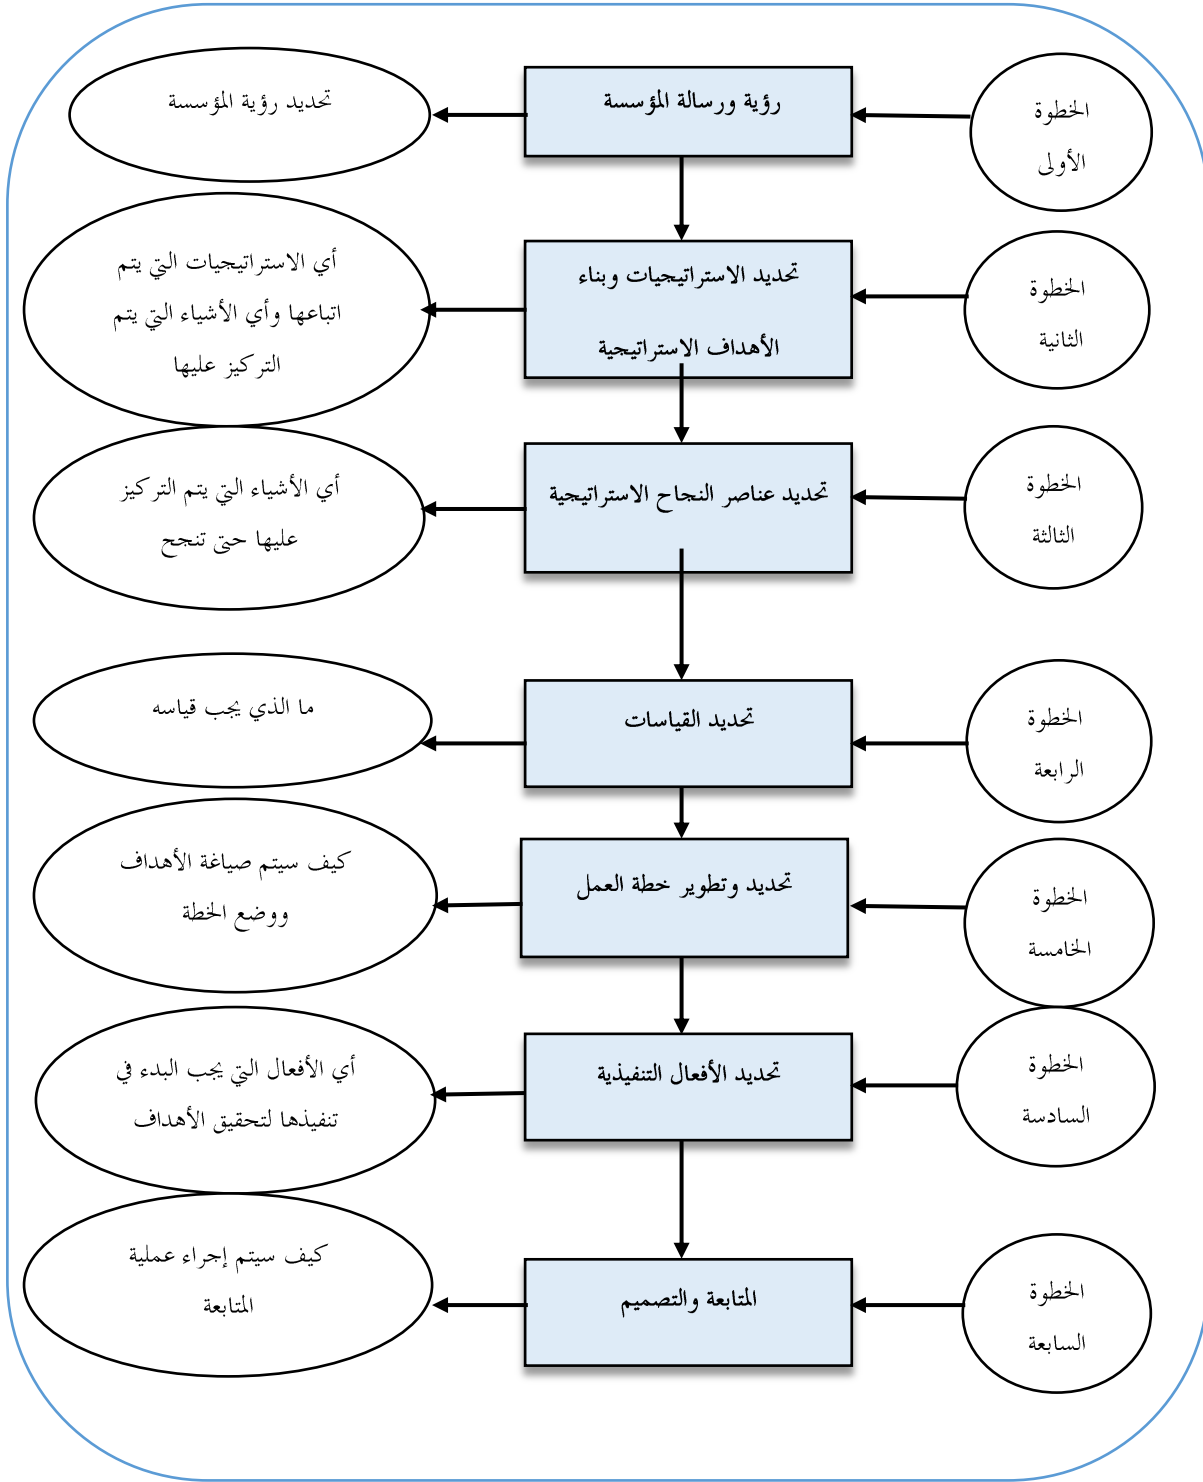 الخطوة
الأولى
رؤية ورسالة المؤسسة
تحديد رؤية المؤسسة
الخطوة
الثانية
تحديد الاستراتيجيات وبناء
الأهداف الاستراتيجية
أي الاستراتيجيات التي يتم
اتباعها وأي الأشياء التي يتم
التركيز عليها
الخطوة
الثالثة
تحديد عناصر النجاح الاستراتيجية
أي الأشياء التي يتم التركيز
عليها حتى تنجح
الخطوة
الرابعة
تحديد القياسات
ما الذي يجب قياسه
الخطوة
الخامسة
تحديد وتطوير خطة العمل
كيف سيتم صياغة الأهداف
ووضع الخطة
الخطوة
السادسة
تحديد الأفعال التنفيذية
أي الأفعال التي يجب البدء في
تنفيذها لتحقيق الأهداف
الخطوة
السابعة
المتابعة والتصميم
كيف سيتم إجراء عملية
المتابعة